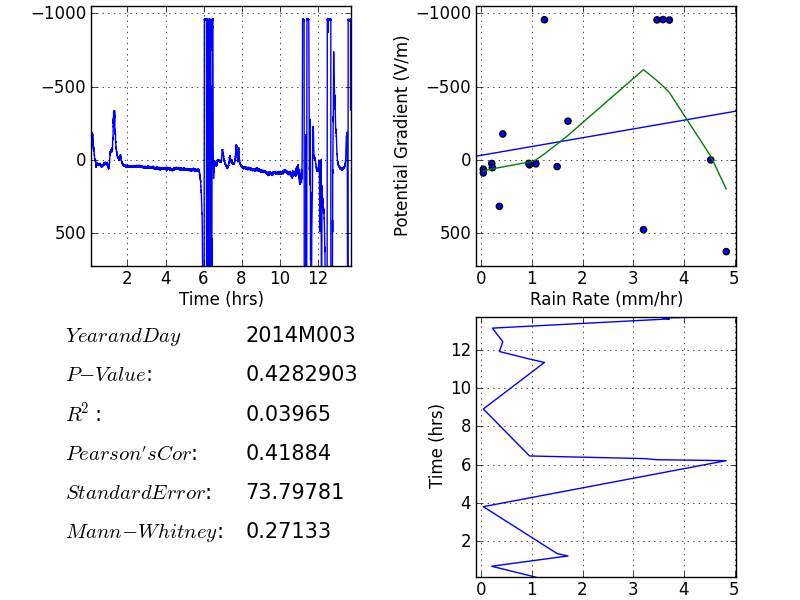 −1000
−500
0
500
2 4 6 8 10 12
Time (hrs)
Potential Gradient (V/m)
−1000
−500
0
500
0 1 2 3 4 5
Rain Rate (mm/hr)
YearandDay 2014M003
P−Value: 0.4282903
R² : 0.03965
Pearson'sCor: 0.41884
StandardError: 73.79781
Mann−Whitney: 0.27133
Time (hrs)
12
10
8
6
4
2
0 1 2 3 4 5